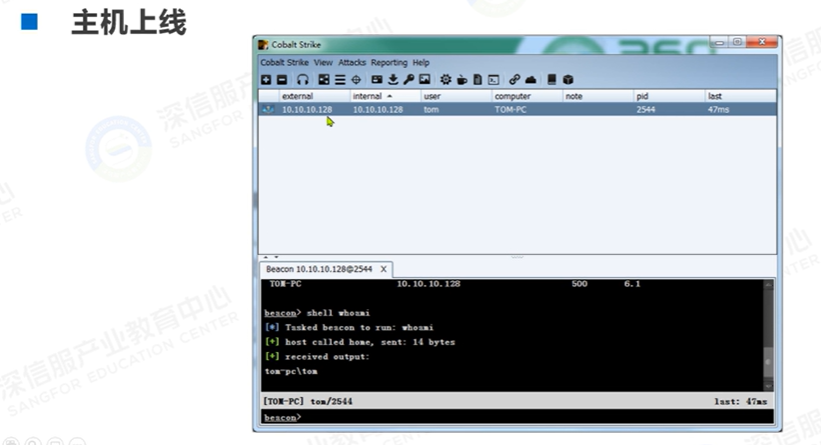 主机上线
Cobalt Strike
Cobalt Strike View Attacks Reporting Help
external internal user computer note pid last
10.10.10.128 10.10.10.128 tom TOM-PC 2544 47ms
Beacon 10.10.10.128@2544 X
TOM-PC 10.10.10.128 500 6.1
beacon> shell whoami
[*] Tasked beacon to run: whoami
[+] host called home, sent: 14 bytes
[+] received output:
tom-pc\tom
[TOM-PC] tom/2544 last: 47ms
beacon>
深信服产业教育中心
SANGFOR EDUCATION CENTER